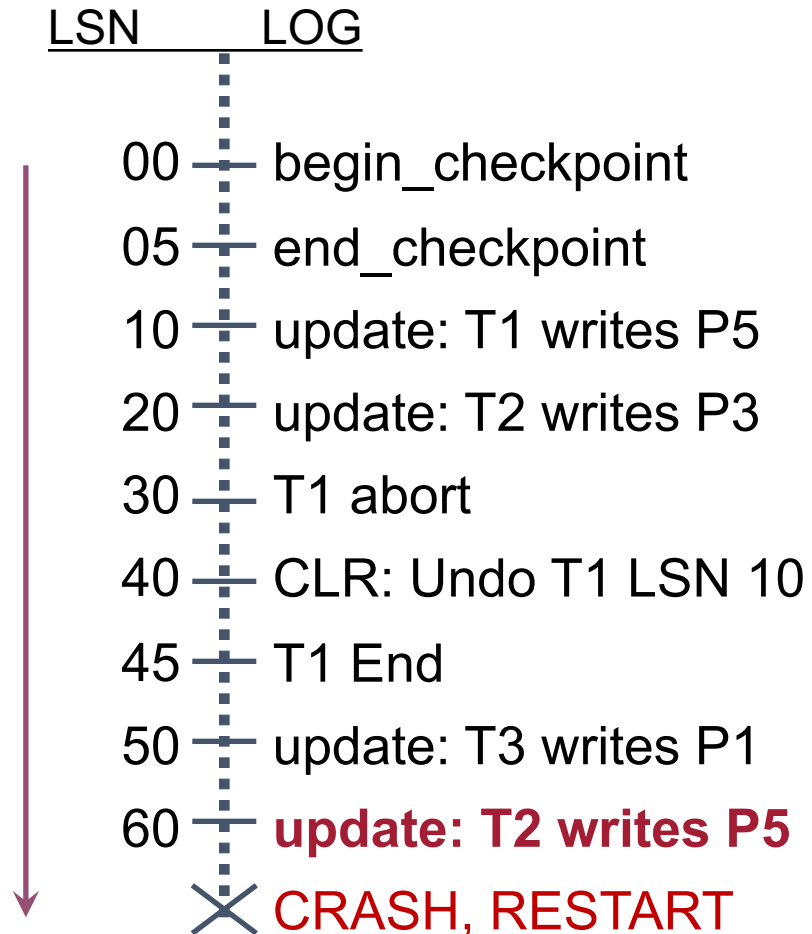 LSN LOG
00 begin_checkpoint
05 end_checkpoint
10 update: T1 writes P5
20 update: T2 writes P3
30 T1 abort
40 CLR: Undo T1 LSN 10
45 T1 End
50 update: T3 writes P1
60 update: T2 writes P5
CRASH, RESTART